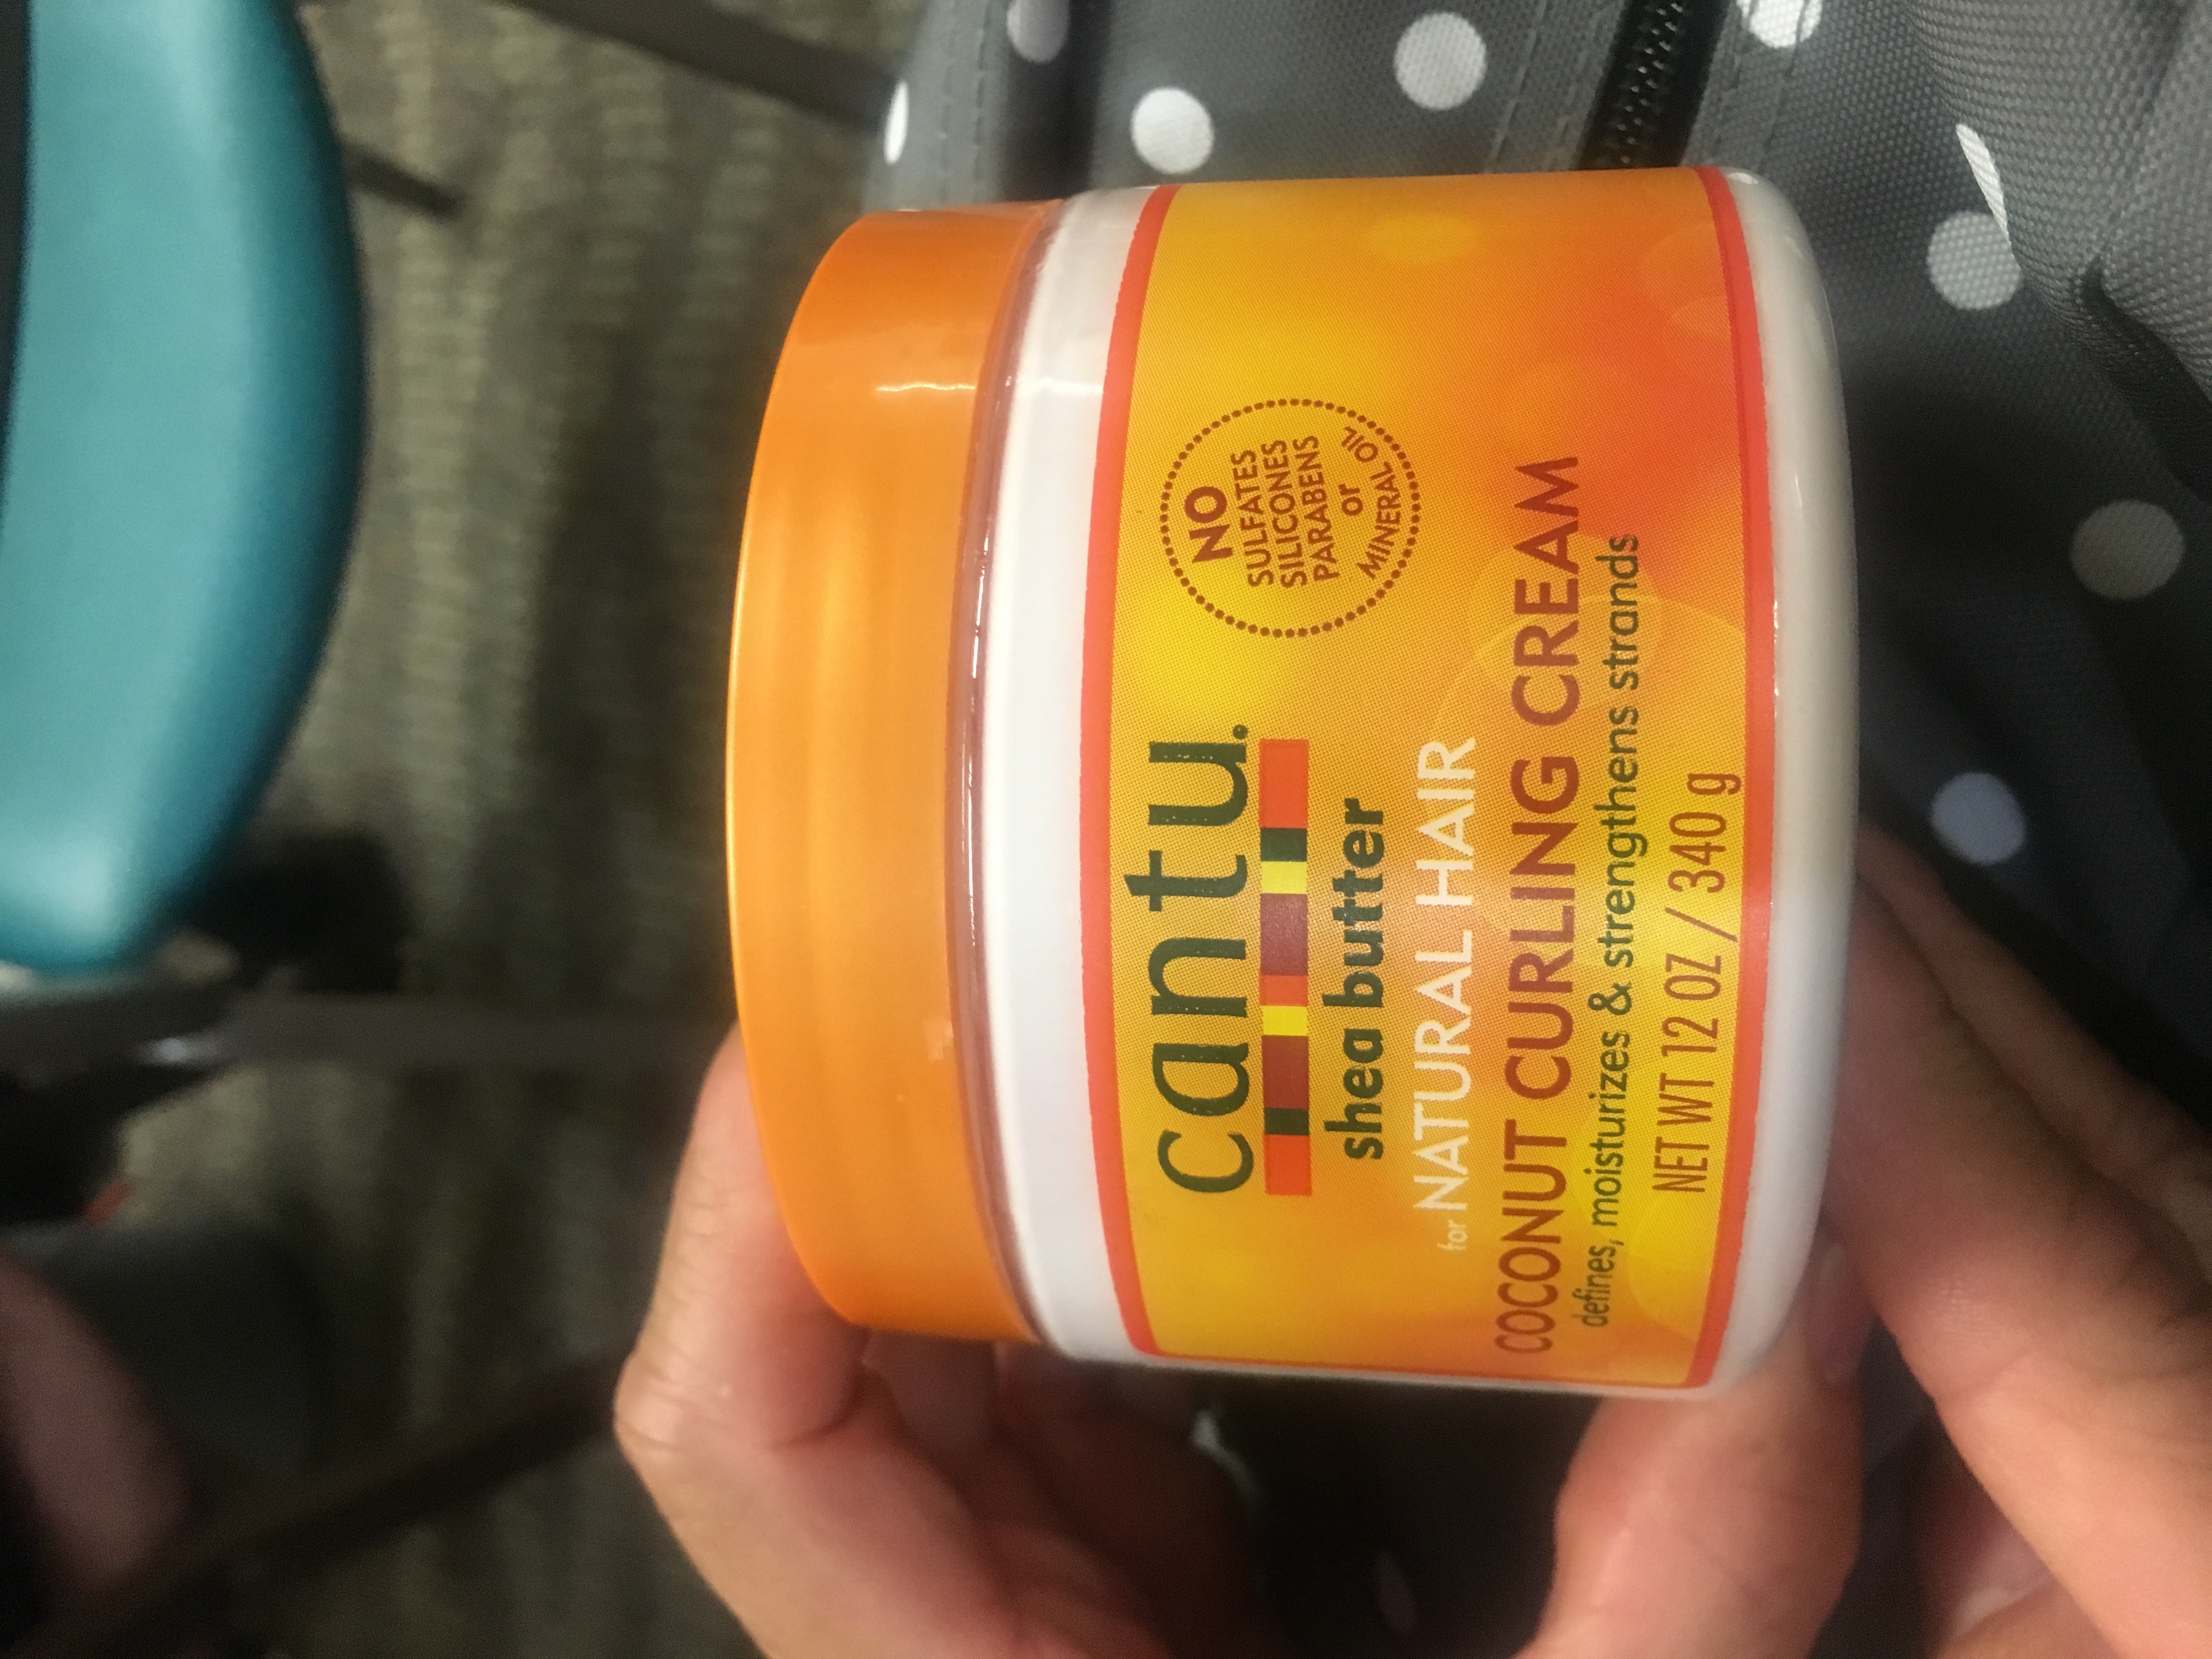 cantu.
shea butter
for NATURAL HAIR
COCONUT CURLING CREAM
defines, moisturizes & strengthens strands
NET WT 12 OZ / 340 g
NO
SULFATES
SILICONES
PARABENS
or
MINERAL OIL